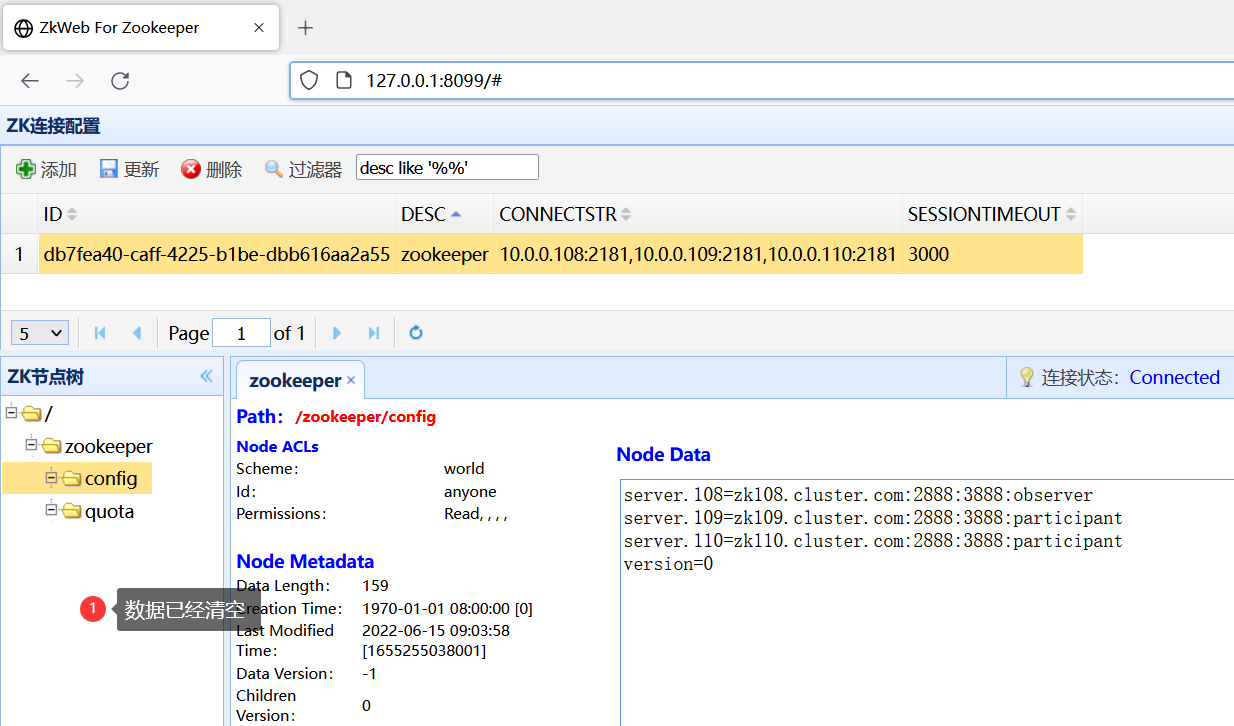 ZkWeb For Zookeeper
127.0.0.1:8099/#
ZK连接配置
添加 更新 删除 过滤器 desc like '%%'
ID DESC CONNECTSTR SESSIONTIMEOUT
1 db7fea40-caff-4225-b1be-dbb616aa2a55 zookeeper 10.0.0.108:2181,10.0.0.109:2181,10.0.0.110:2181 3000
5 Page 1 of 1
ZK节点树
/
zookeeper
config
quota
1 数据已经清空
zookeeper
连接状态: Connected
Path: /zookeeper/config
Node ACLs
Scheme: world
Id: anyone
Permissions: Read, , , ,
Node Metadata
Data Length: 159
Creation Time: 1970-01-01 08:00:00 [0]
Last Modified 2022-06-15 09:03:58
Time: [1655255038001]
Data Version: -1
Children
Version: 0
Node Data
server.108=zk108.cluster.com:2888:3888:observer
server.109=zk109.cluster.com:2888:3888:participant
server.110=zk110.cluster.com:2888:3888:participant
version=0